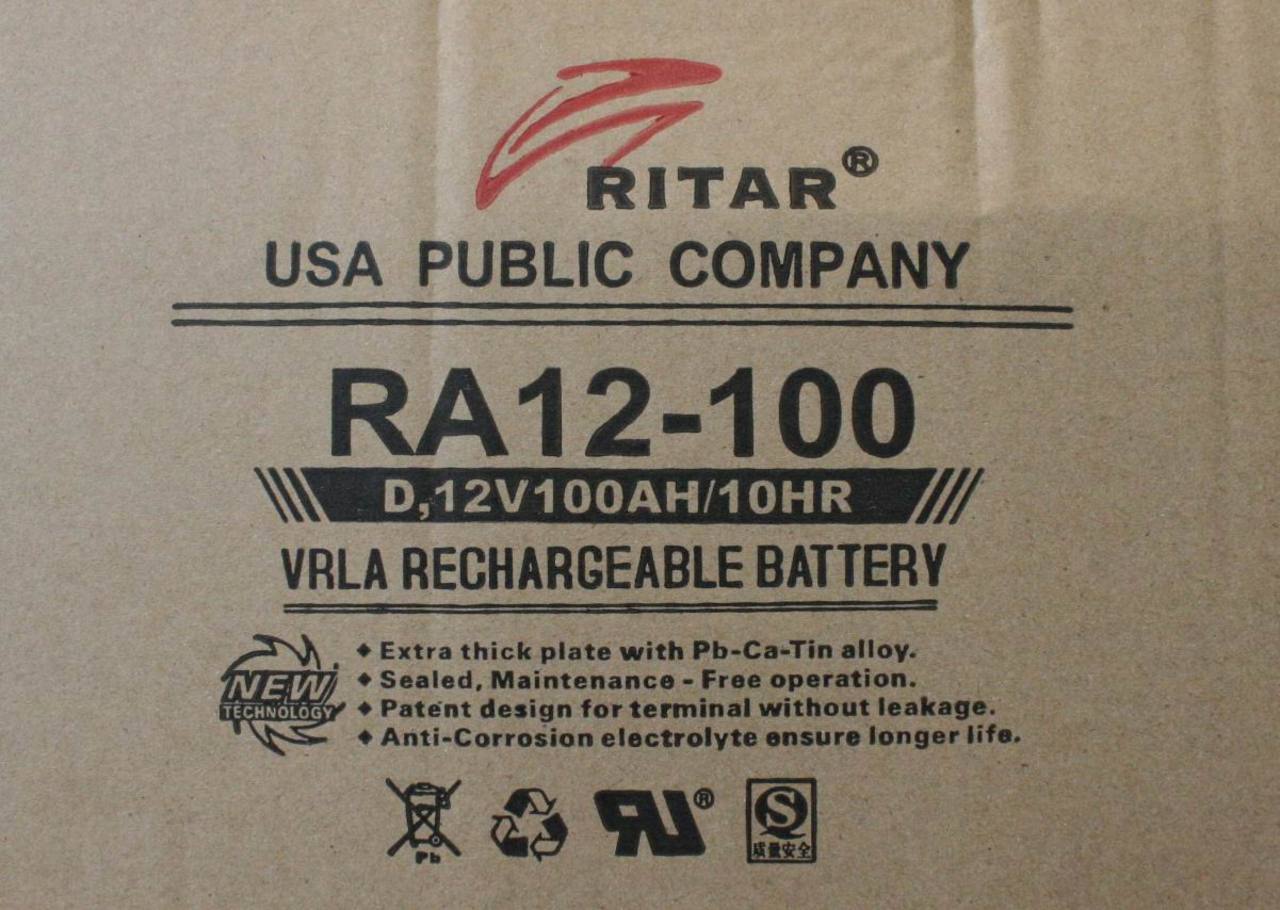 RITAR®
USA PUBLIC COMPANY
RA12-100
D,12V100AH/10HR
VRLA RECHARGEABLE BATTERY
NEW
TECHNOLOGY
◆ Extra thick plate with Pb-Ca-Tin alloy.
◆ Sealed, Maintenance - Free operation.
◆ Patent design for terminal without leakage.
◆ Anti-Corrosion electrolyte ensure longer life.
Pb
RU®
S
质量安全